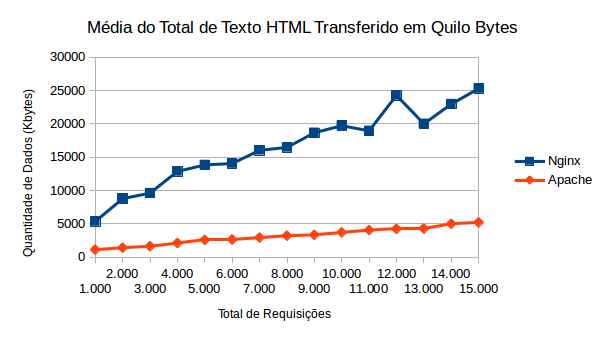 Média do Total de Texto HTML Transferido em Quilo Bytes
30000
25000
20000
15000
10000
5000
0
Quantidade de Dados (Kbytes)
Nginx
Apache
2.000 4.000 6.000 8.000 10.000 12.000 14.000
1.000 3.000 5.000 7.000 9.000 11.000 13.000 15.000
Total de Requisições